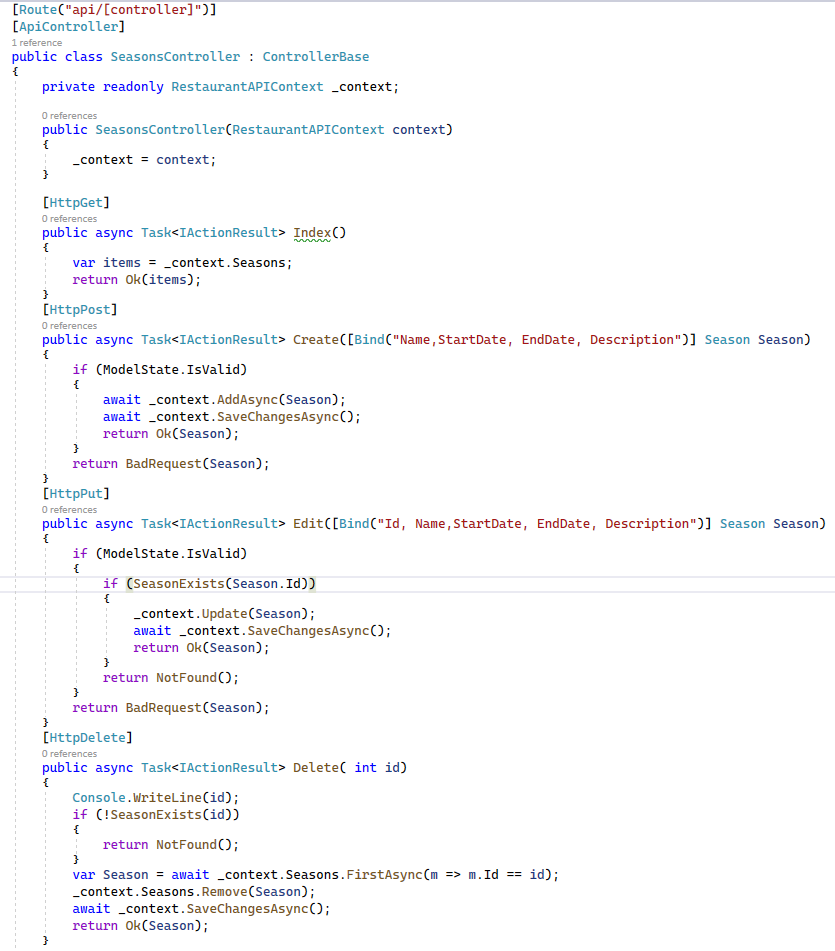 [Route("api/[controller]")]
[ApiController]
1 reference
public class SeasonsController : ControllerBase
{
    private readonly RestaurantAPIContext _context;

    0 references
    public SeasonsController(RestaurantAPIContext context)
    {
        _context = context;
    }

    [HttpGet]
    0 references
    public async Task<IActionResult> Index()
    {
        var items = _context.Seasons;
        return Ok(items);
    }
    [HttpPost]
    0 references
    public async Task<IActionResult> Create([Bind("Name,StartDate, EndDate, Description")] Season Season)
    {
        if (ModelState.IsValid)
        {
            await _context.AddAsync(Season);
            await _context.SaveChangesAsync();
            return Ok(Season);
        }
        return BadRequest(Season);
    }
    [HttpPut]
    0 references
    public async Task<IActionResult> Edit([Bind("Id, Name,StartDate, EndDate, Description")] Season Season)
    {
        if (ModelState.IsValid)
        {
            if (SeasonExists(Season.Id))
            {
                _context.Update(Season);
                await _context.SaveChangesAsync();
                return Ok(Season);
            }
            return NotFound();
        }
        return BadRequest(Season);
    }
    [HttpDelete]
    0 references
    public async Task<IActionResult> Delete( int id)
    {
        Console.WriteLine(id);
        if (!SeasonExists(id))
        {
            return NotFound();
        }
        var Season = await _context.Seasons.FirstAsync(m => m.Id == id);
        _context.Seasons.Remove(Season);
        await _context.SaveChangesAsync();
        return Ok(Season);
    }